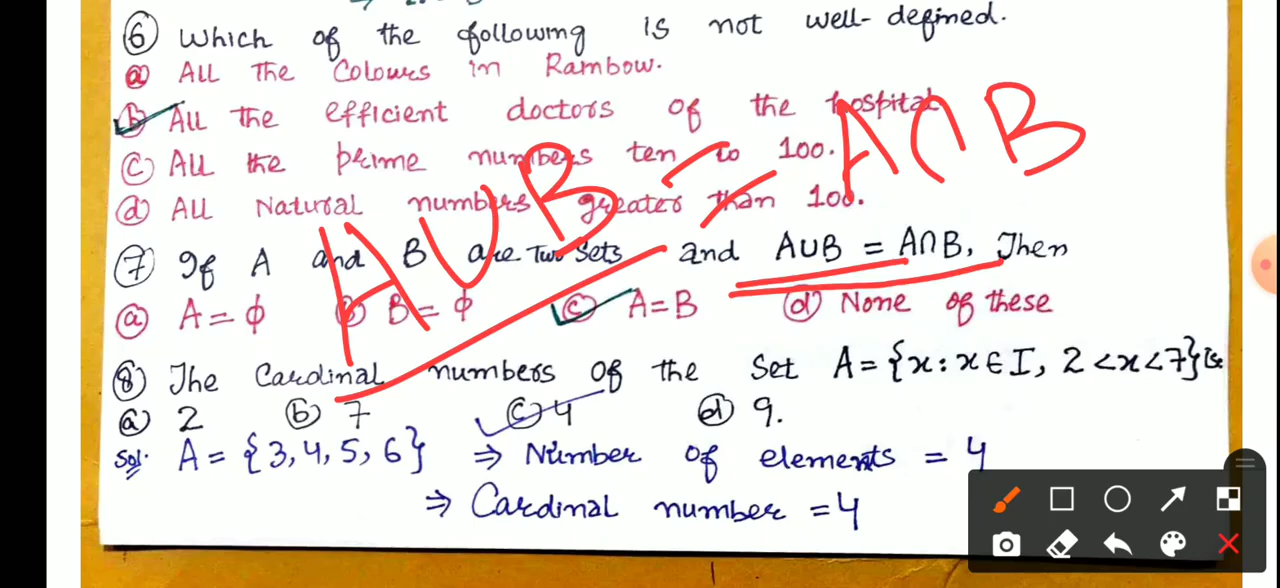 ⑥ Which of the following is not well-defined.
ⓐ All The Colours in Rambow.
ⓑ All the efficient doctors of the hospital
ⓒ All the prime numbers ten to 100.
ⓓ All Natural numbers greater than 100.
A∪B = A∩B
⑦ If A and B are Two Sets and A∪B = A∩B, Then
ⓐ A=ϕ ⓑ B=ϕ ⓒ A=B ⓓ None of these
⑧ The Cardinal numbers of the Set A={x:x∈I, 2<x<7} is
ⓐ 2 ⓑ 7 ⓒ 4 ⓓ 9.
Sol. A = {3,4,5,6} ⇒ Number of elements = 4
⇒ Cardinal number = 4